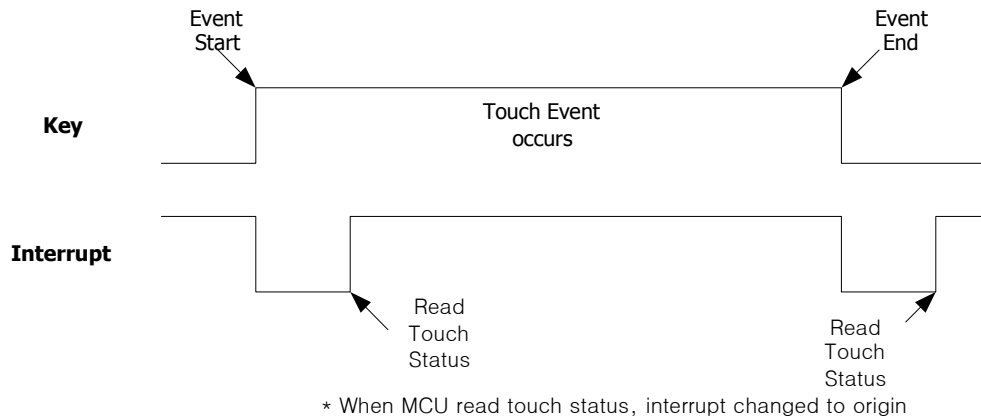 Event
Start
Event
End
Key
Touch Event
occurs
Interrupt
Read
Touch
Status
Read
Touch
Status
* When MCU read touch status, interrupt changed to origin